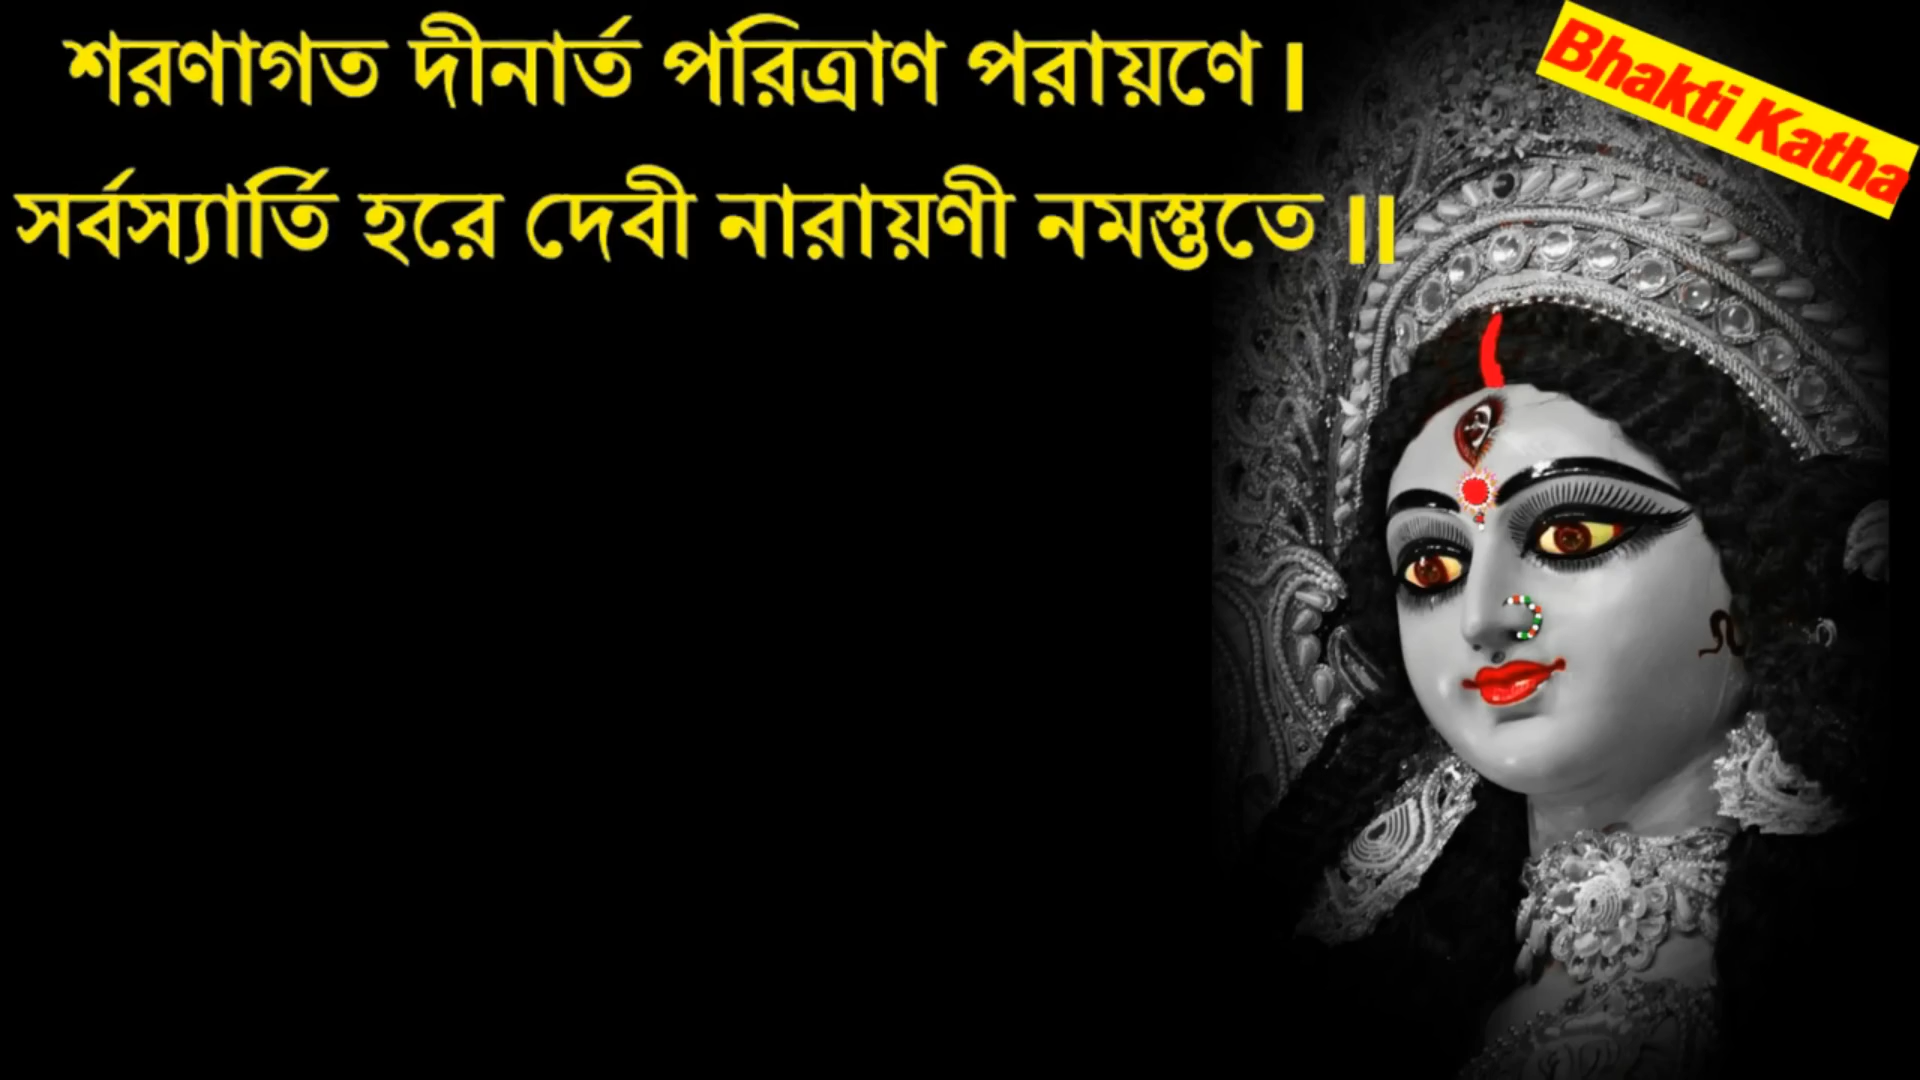 শরণাগত দীনার্ত পরিত্রাণ পরায়ণে ।
সর্বস্যার্তি হরে দেবী নারায়ণী নমস্তুতে ॥
Bhakti Katha